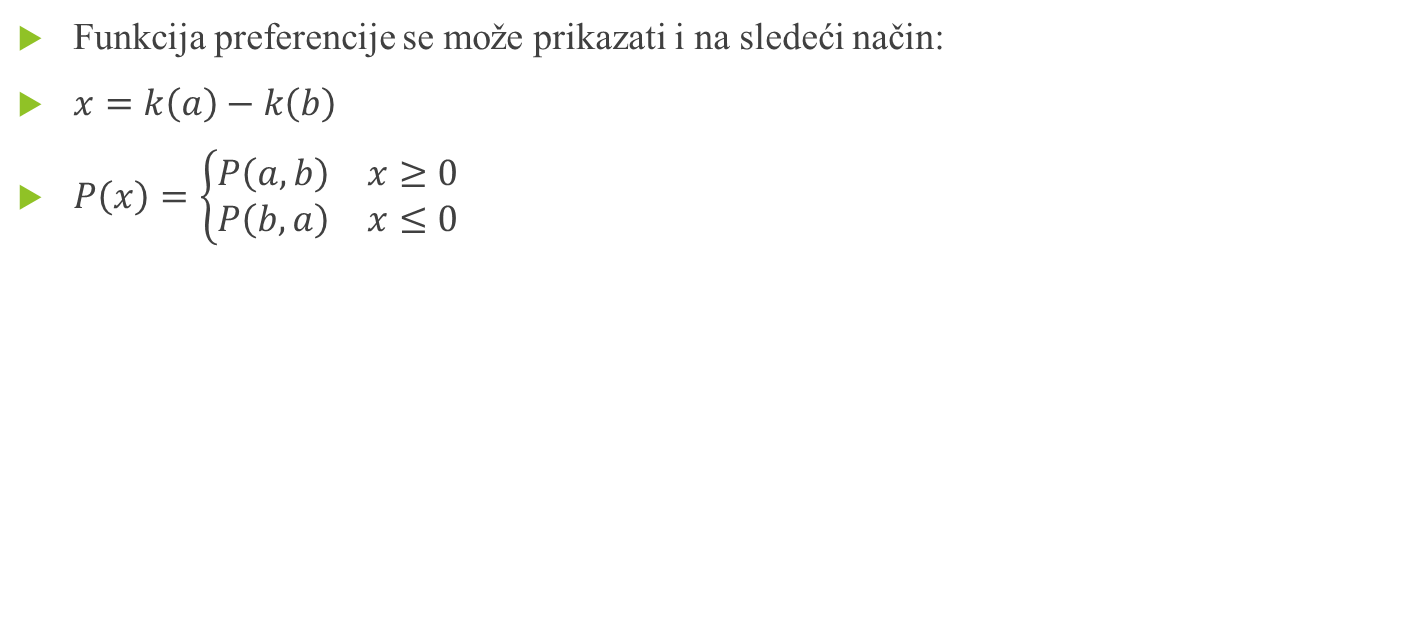 Funkcija preferencije se može prikazati i na sledeći način:
x = k(a) − k(b)
P(x) = {P(a, b) x ≥ 0
P(b, a) x ≤ 0